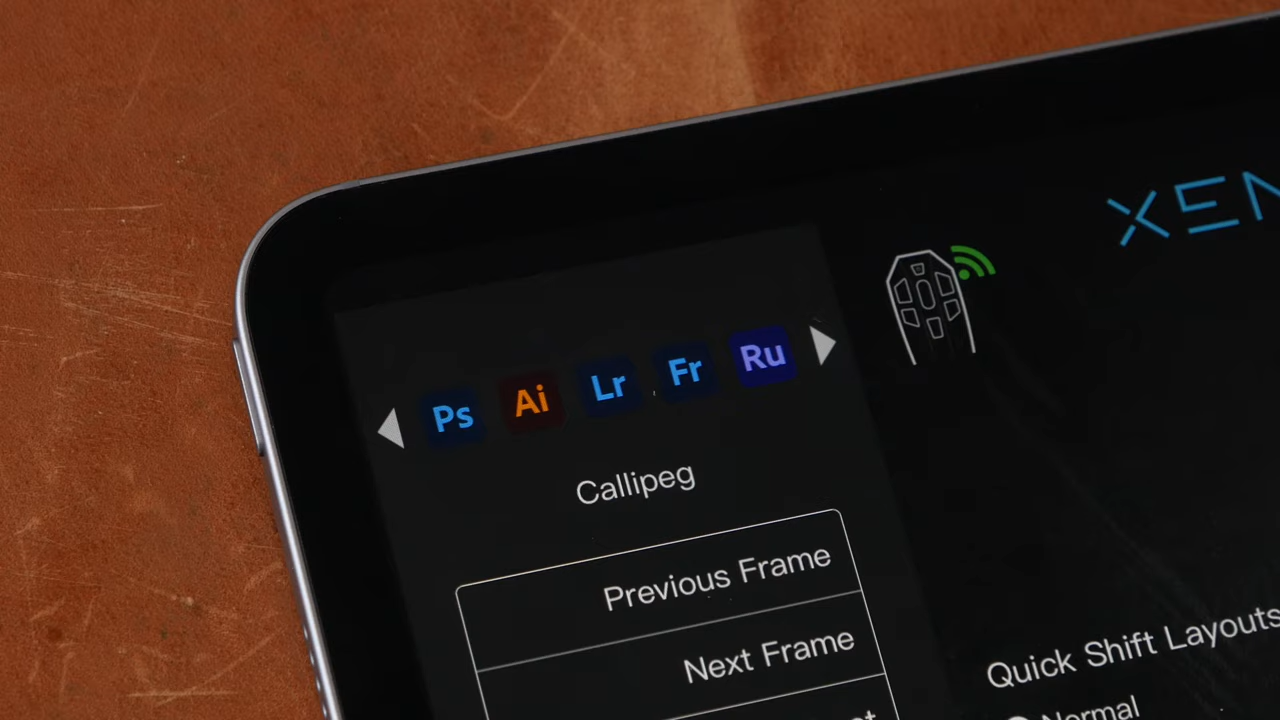 XEN
Ps Ai Lr Fr Ru
Callipeg
Previous Frame
Next Frame
Quick Shift Layouts
Normal